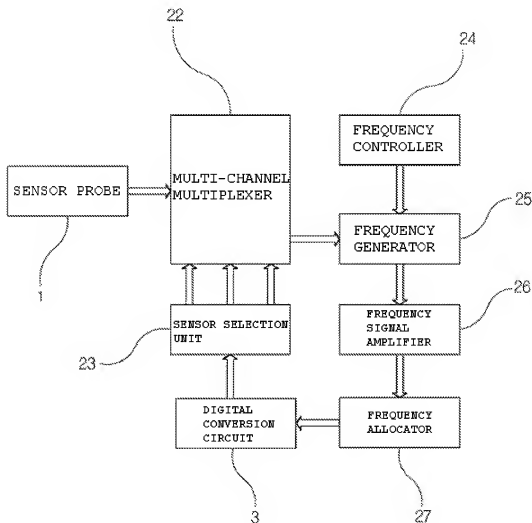 22
24
FREQUENCY
CONTROLLER
MULTI-CHANNEL
MULTIPLEXER
SENSOR PROBE
25
FREQUENCY
GENERATOR
1
26
SENSOR SELECTION
UNIT
FREQUENCY
SIGNAL
AMPLIFIER
23
DIGITAL
CONVERSION
CIRCUIT
FREQUENCY
ALLOCATOR
3
27